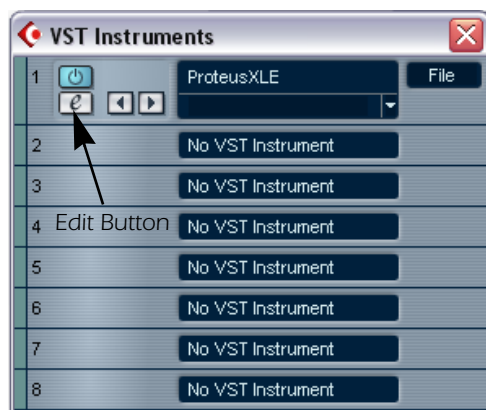 VST Instruments
1 ProteusXLE File
e
2 No VST Instrument
3 No VST Instrument
4 Edit Button No VST Instrument
5 No VST Instrument
6 No VST Instrument
7 No VST Instrument
8 No VST Instrument